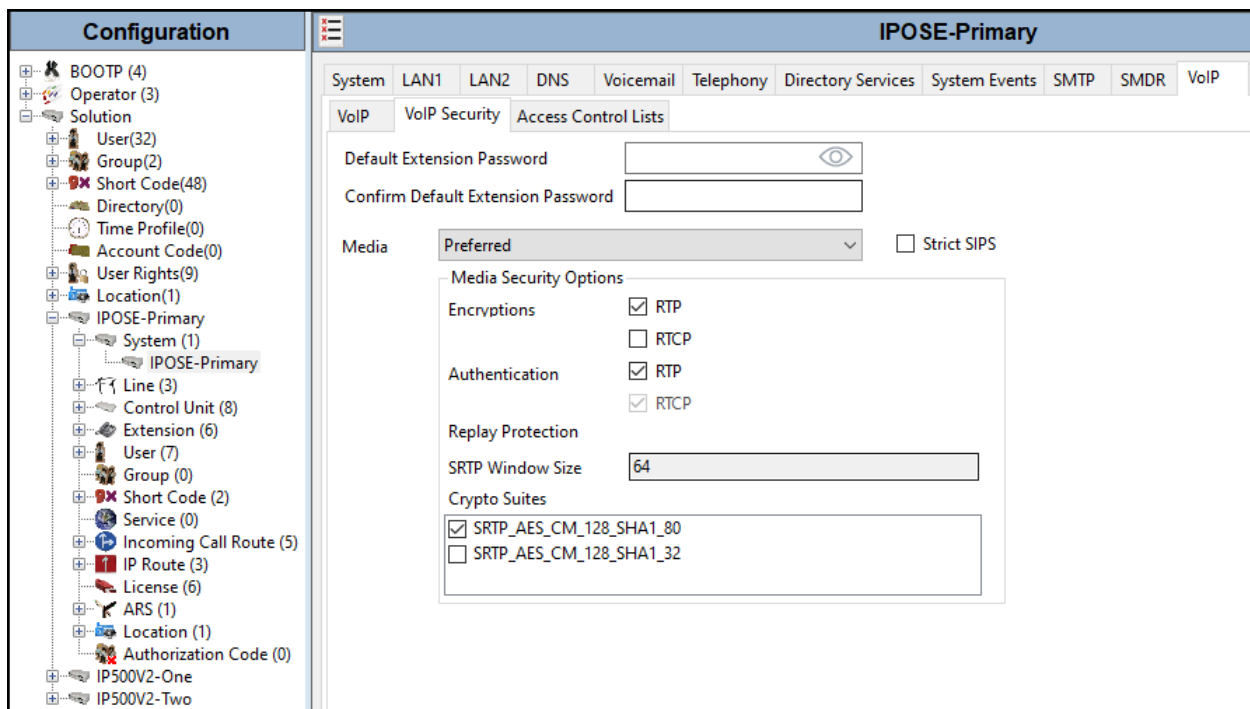 Configuration
BOOTP (4)
Operator (3)
Solution
User(32)
Group(2)
Short Code(48)
Directory(0)
Time Profile(0)
Account Code(0)
User Rights(9)
Location(1)
IPOSE-Primary
System (1)
IPOSE-Primary
Line (3)
Control Unit (8)
Extension (6)
User (7)
Group (0)
Short Code (2)
Service (0)
Incoming Call Route (5)
IP Route (3)
License (6)
ARS (1)
Location (1)
Authorization Code (0)
IP500V2-One
IP500V2-Two
IPOSE-Primary
System LAN1 LAN2 DNS Voicemail Telephony Directory Services System Events SMTP SMDR VoIP
VoIP VoIP Security Access Control Lists
Default Extension Password
Confirm Default Extension Password
Media Preferred Strict SIPS
Media Security Options
Encryptions RTP
RTCP
Authentication RTP
RTCP
Replay Protection
SRTP Window Size 64
Crypto Suites
SRTP_AES_CM_128_SHA1_80
SRTP_AES_CM_128_SHA1_32